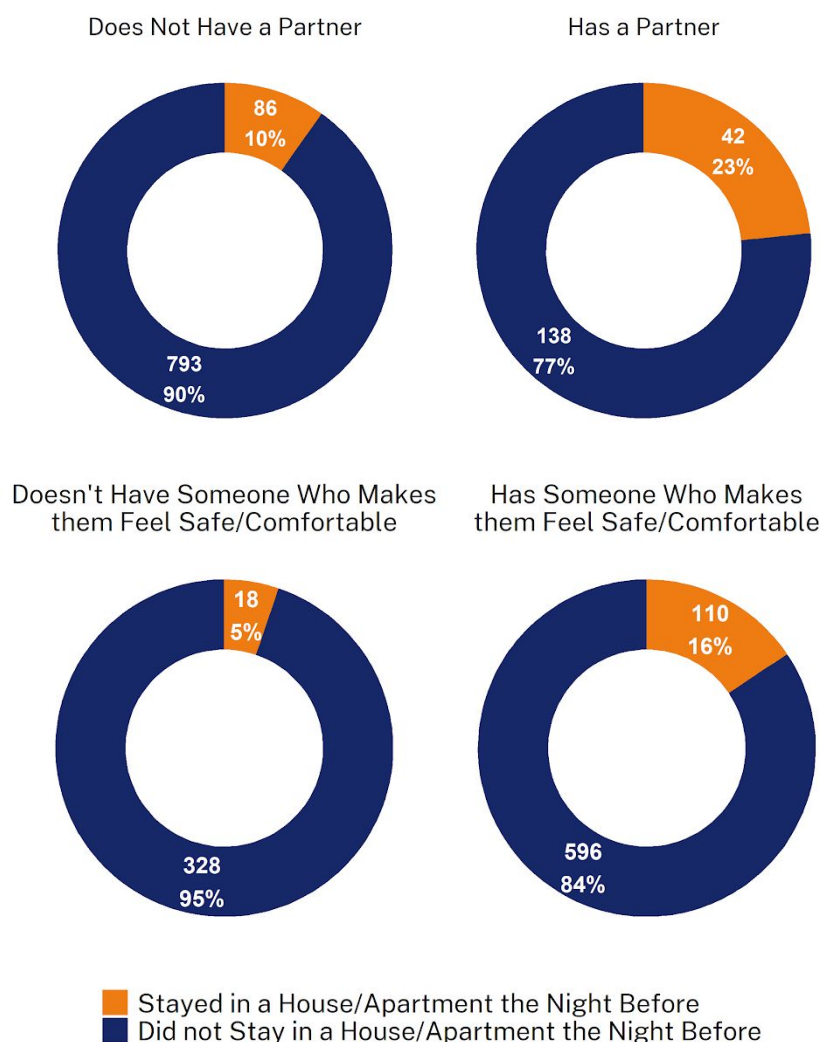 Does Not Have a Partner
Has a Partner
86
10%
42
23%
793
90%
138
77%
Doesn't Have Someone Who Makes
them Feel Safe/Comfortable
Has Someone Who Makes
them Feel Safe/Comfortable
18
5%
110
16%
328
95%
596
84%
Stayed in a House/Apartment the Night Before
Did not Stay in a House/Apartment the Night Before